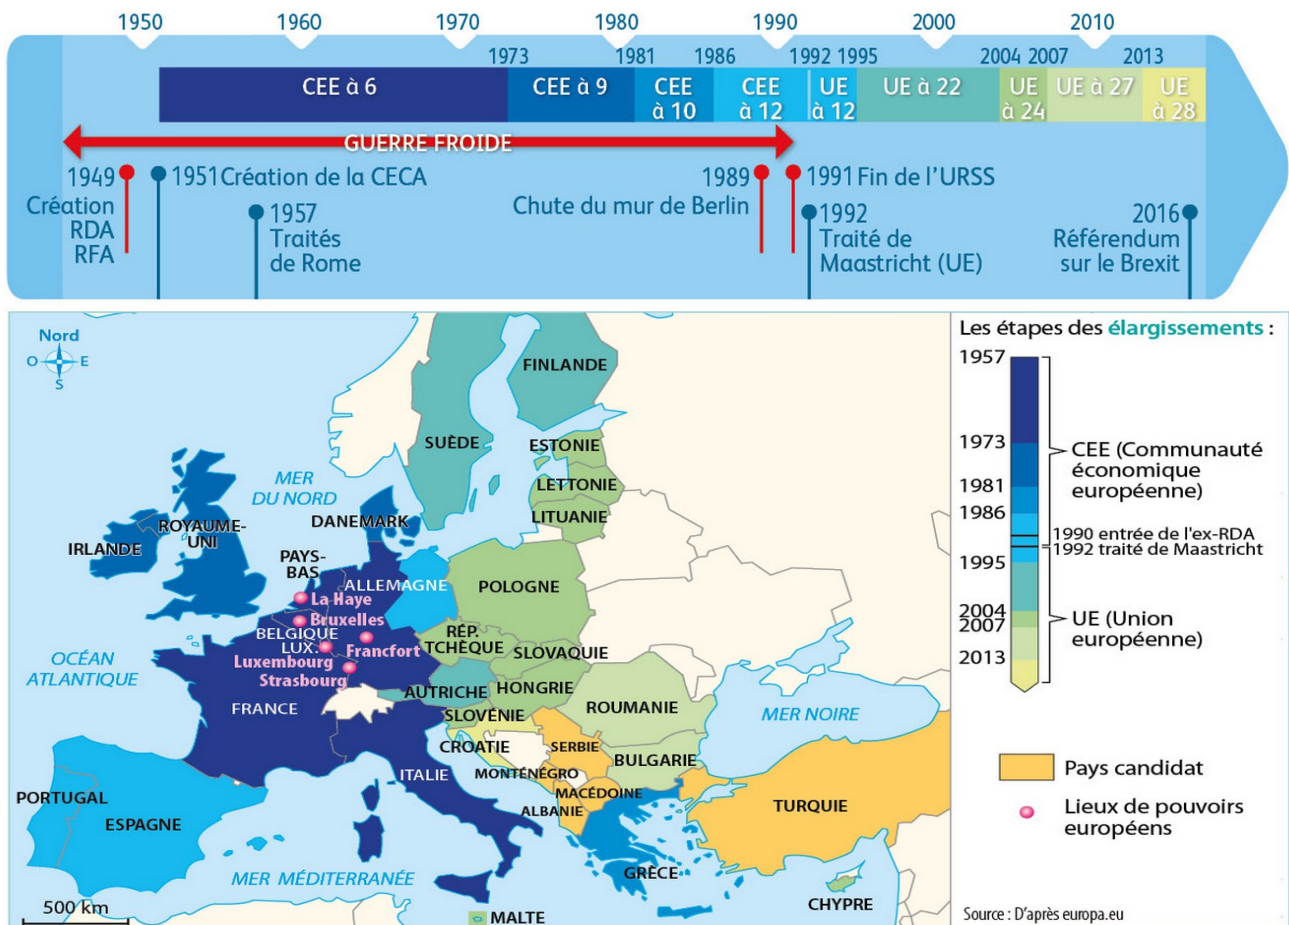 1950 1960 1970 1980 1990 2000 2010
1973 1981 1986 1992 1995 2004 2007 2013
CEE à 6
CEE à 9
CEE
à 10
CEE
à 12
UE
à 12
UE à 22
UE
à 24
UE à 27
UE
à 28
GUERRE FROIDE
1949
Création
RDA
RFA
1951 Création de la CECA
1957
Traités
de Rome
1989
Chute du mur de Berlin
1991 Fin de l'URSS
1992
Traité de
Maastricht (UE)
2016
Référendum
sur le Brexit
Nord
O E
S
FINLANDE
SUÈDE
ESTONIE
LETTONIE
LITUANIE
MER
DU NORD
DANEMARK
ROYAUME-
UNI
IRLANDE
PAYS-
BAS
ALLEMAGNE
POLOGNE
La Haye
Bruxelles
BELGIQUE
LUX.
Francfort
Luxembourg
Strasbourg
RÉP.
TCHÈQUE
SLOVAQUIE
OCÉAN
ATLANTIQUE
FRANCE
AUTRICHE
HONGRIE
SLOVÉNIE
ROUMANIE
MER NOIRE
CROATIE
SERBIE
BULGARIE
ITALIE
MONTÉNÉGRO
MACÉDOINE
ALBANIE
TURQUIE
PORTUGAL
ESPAGNE
GRÈCE
MER MÉDITERRANÉE
CHYPRE
MALTE
500 km
Les étapes des élargissements :
1957
1973
1981
1986
1995
2004
2007
2013
CEE (Communauté
économique
européenne)
1990 entrée de l'ex-RDA
1992 traité de Maastricht
UE (Union
européenne)
Pays candidat
Lieux de pouvoirs
européens
Source : D'après europa.eu